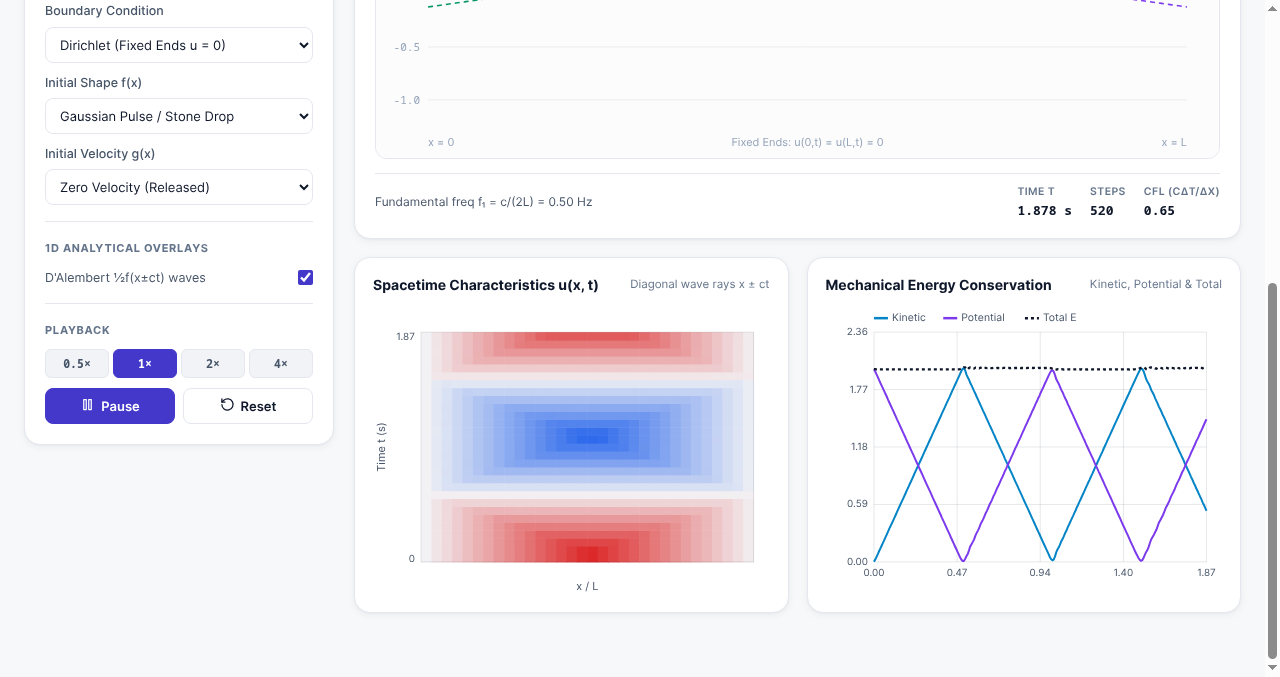 Boundary Condition
Dirichlet (Fixed Ends u = 0)
Initial Shape f(x)
Gaussian Pulse / Stone Drop
Initial Velocity g(x)
Zero Velocity (Released)
1D ANALYTICAL OVERLAYS
D'Alembert ½f(x±ct) waves
PLAYBACK
0.5×
1×
2×
4×
Pause
Reset
-0.5
-1.0
x = 0
Fixed Ends: u(0,t) = u(L,t) = 0
x = L
Fundamental freq f₁ = c/(2L) = 0.50 Hz
TIME T
STEPS
CFL (CΔT/ΔX)
1.878 s
520
0.65
Spacetime Characteristics u(x, t)
Diagonal wave rays x ± ct
1.87
Time t (s)
0
x / L
Mechanical Energy Conservation
Kinetic, Potential & Total
Kinetic
Potential
Total E
2.36
1.77
1.18
0.59
0.00
0.00
0.47
0.94
1.40
1.87